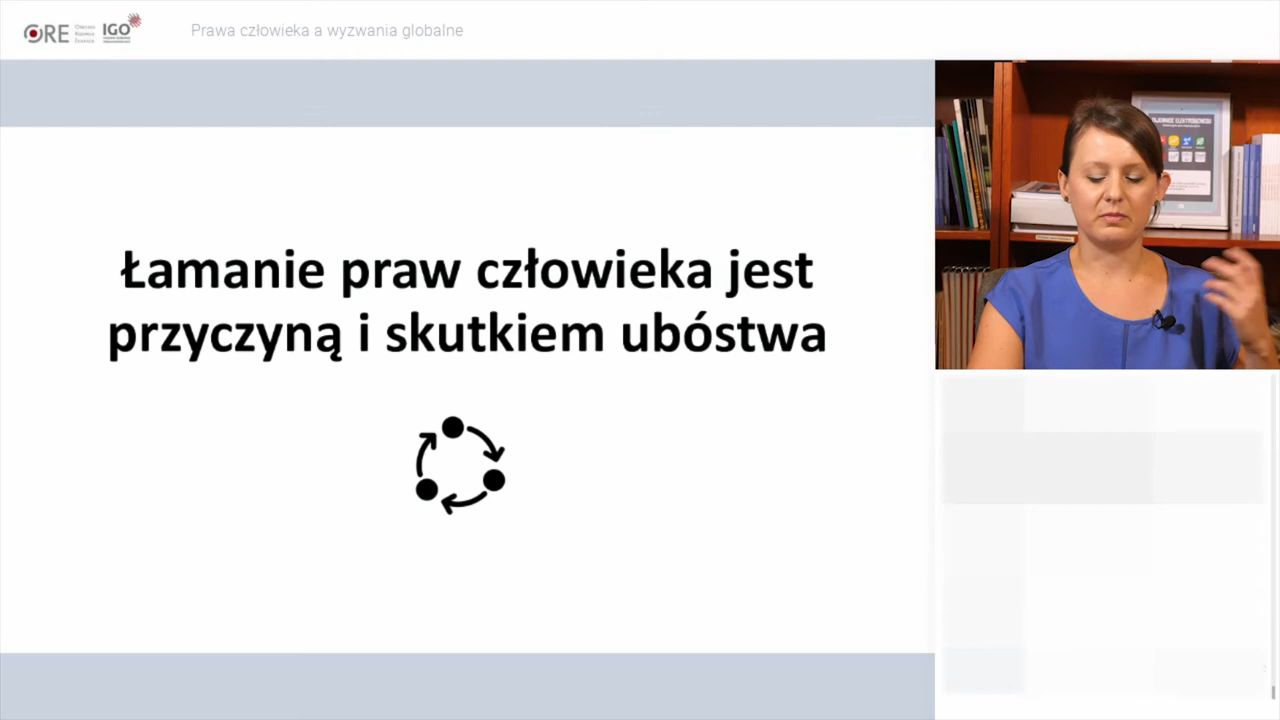 ORE
IGO
Prawa człowieka a wyzwania globalne
Łamanie praw człowieka jest
przyczyną i skutkiem ubóstwa